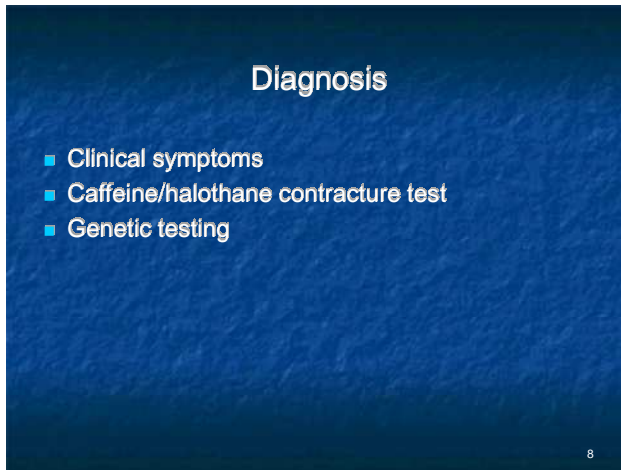 Diagnosis
Clinical symptoms
Caffeine/halothane contracture test
Genetic testing
8